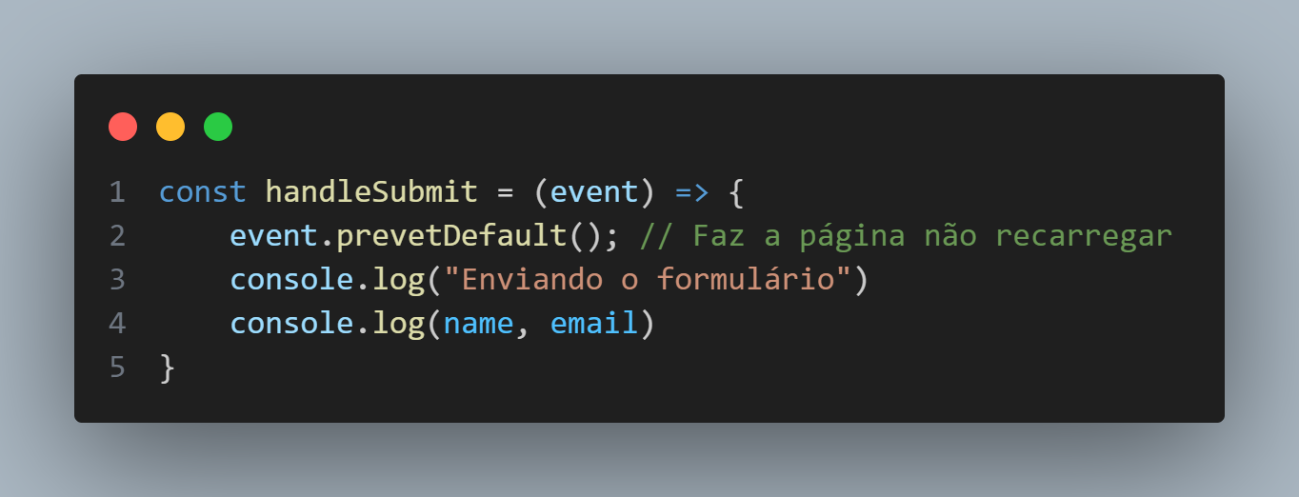 1 const handleSubmit = (event) => {
2 event.prevetDefault(); // Faz a página não recarregar
3 console.log("Enviando o formulário")
4 console.log(name, email)
5 }